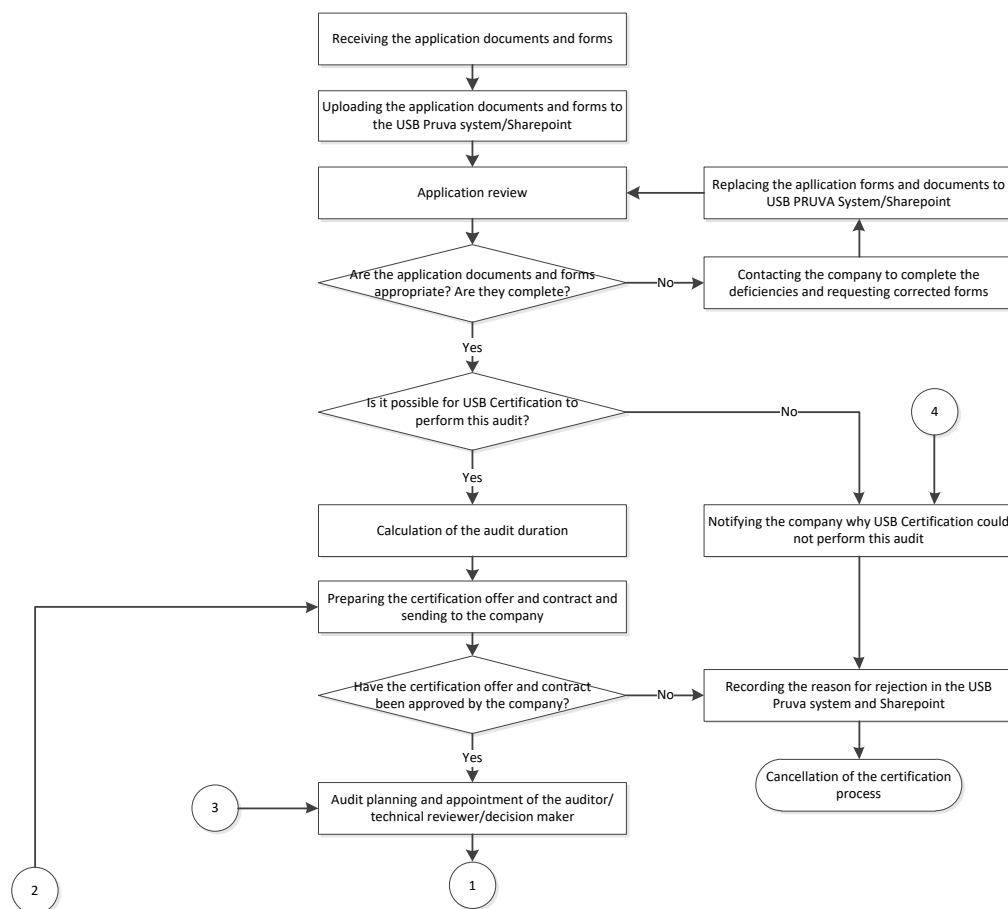 Receiving the application documents and forms
Uploading the application documents and forms to
the USB Pruva system/Sharepoint
Application review
Replacing the apllication forms and documents to
USB PRUVA System/Sharepoint
Are the application documents and forms
appropriate? Are they complete?
No
Contacting the company to complete the
deficiencies and requesting corrected forms
Yes
Is it possible for USB Certification to
perform this audit?
No
4
Yes
Calculation of the audit duration
Notifying the company why USB Certification could
not perform this audit
Preparing the certification offer and contract and
sending to the company
Have the certification offer and contract
been approved by the company?
No
Recording the reason for rejection in the USB
Pruva system and Sharepoint
Yes
Cancellation of the certification
process
3
Audit planning and appointment of the auditor/
technical reviewer/decision maker
2
1